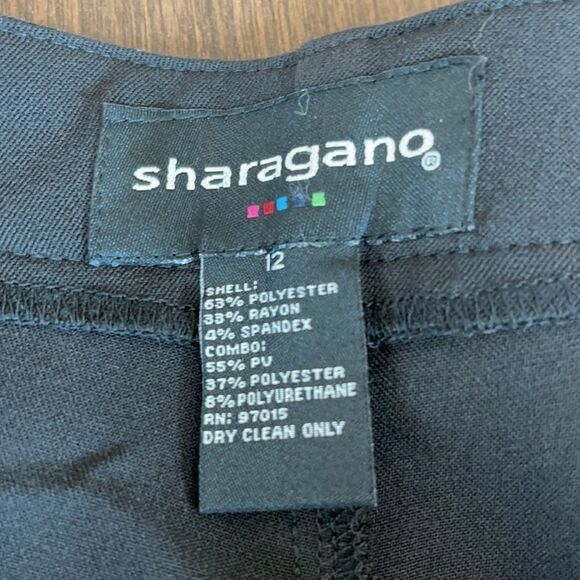 sharagano®
12
SHELL:
63% POLYESTER
33% RAYON
4% SPANDEX
COMBO:
55% PV
37% POLYESTER
8% POLYURETHANE
RN: 97015
DRY CLEAN ONLY